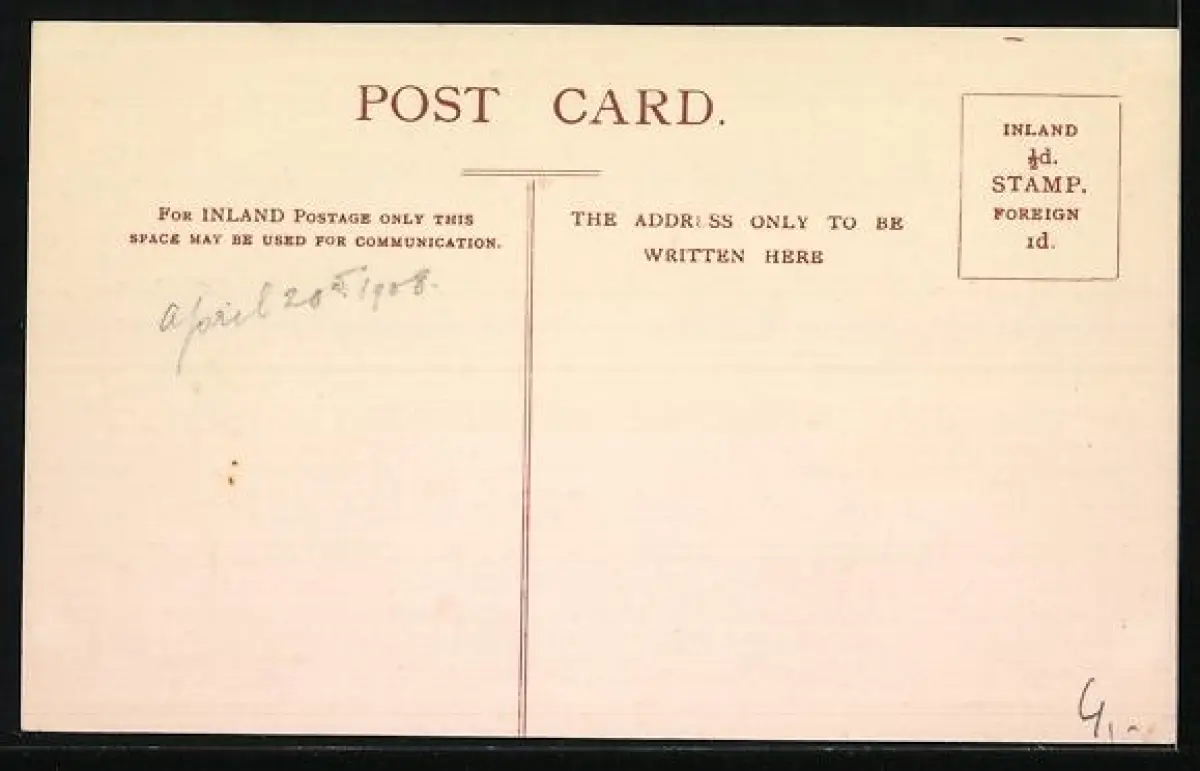 POST CARD.
FOR INLAND POSTAGE ONLY THIS
SPACE MAY BE USED FOR COMMUNICATION.
April 20th 1908.
THE ADDRESS ONLY TO BE
WRITTEN HERE
INLAND
½d.
STAMP.
FOREIGN
1d.
4,-